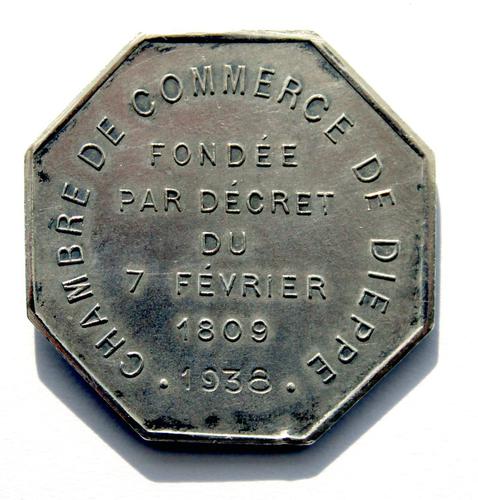 CHAMBRE DE COMMERCE DE DIEPPE
FONDÉE
PAR DÉCRET
DU
7 FÉVRIER
1809
· 1938 ·